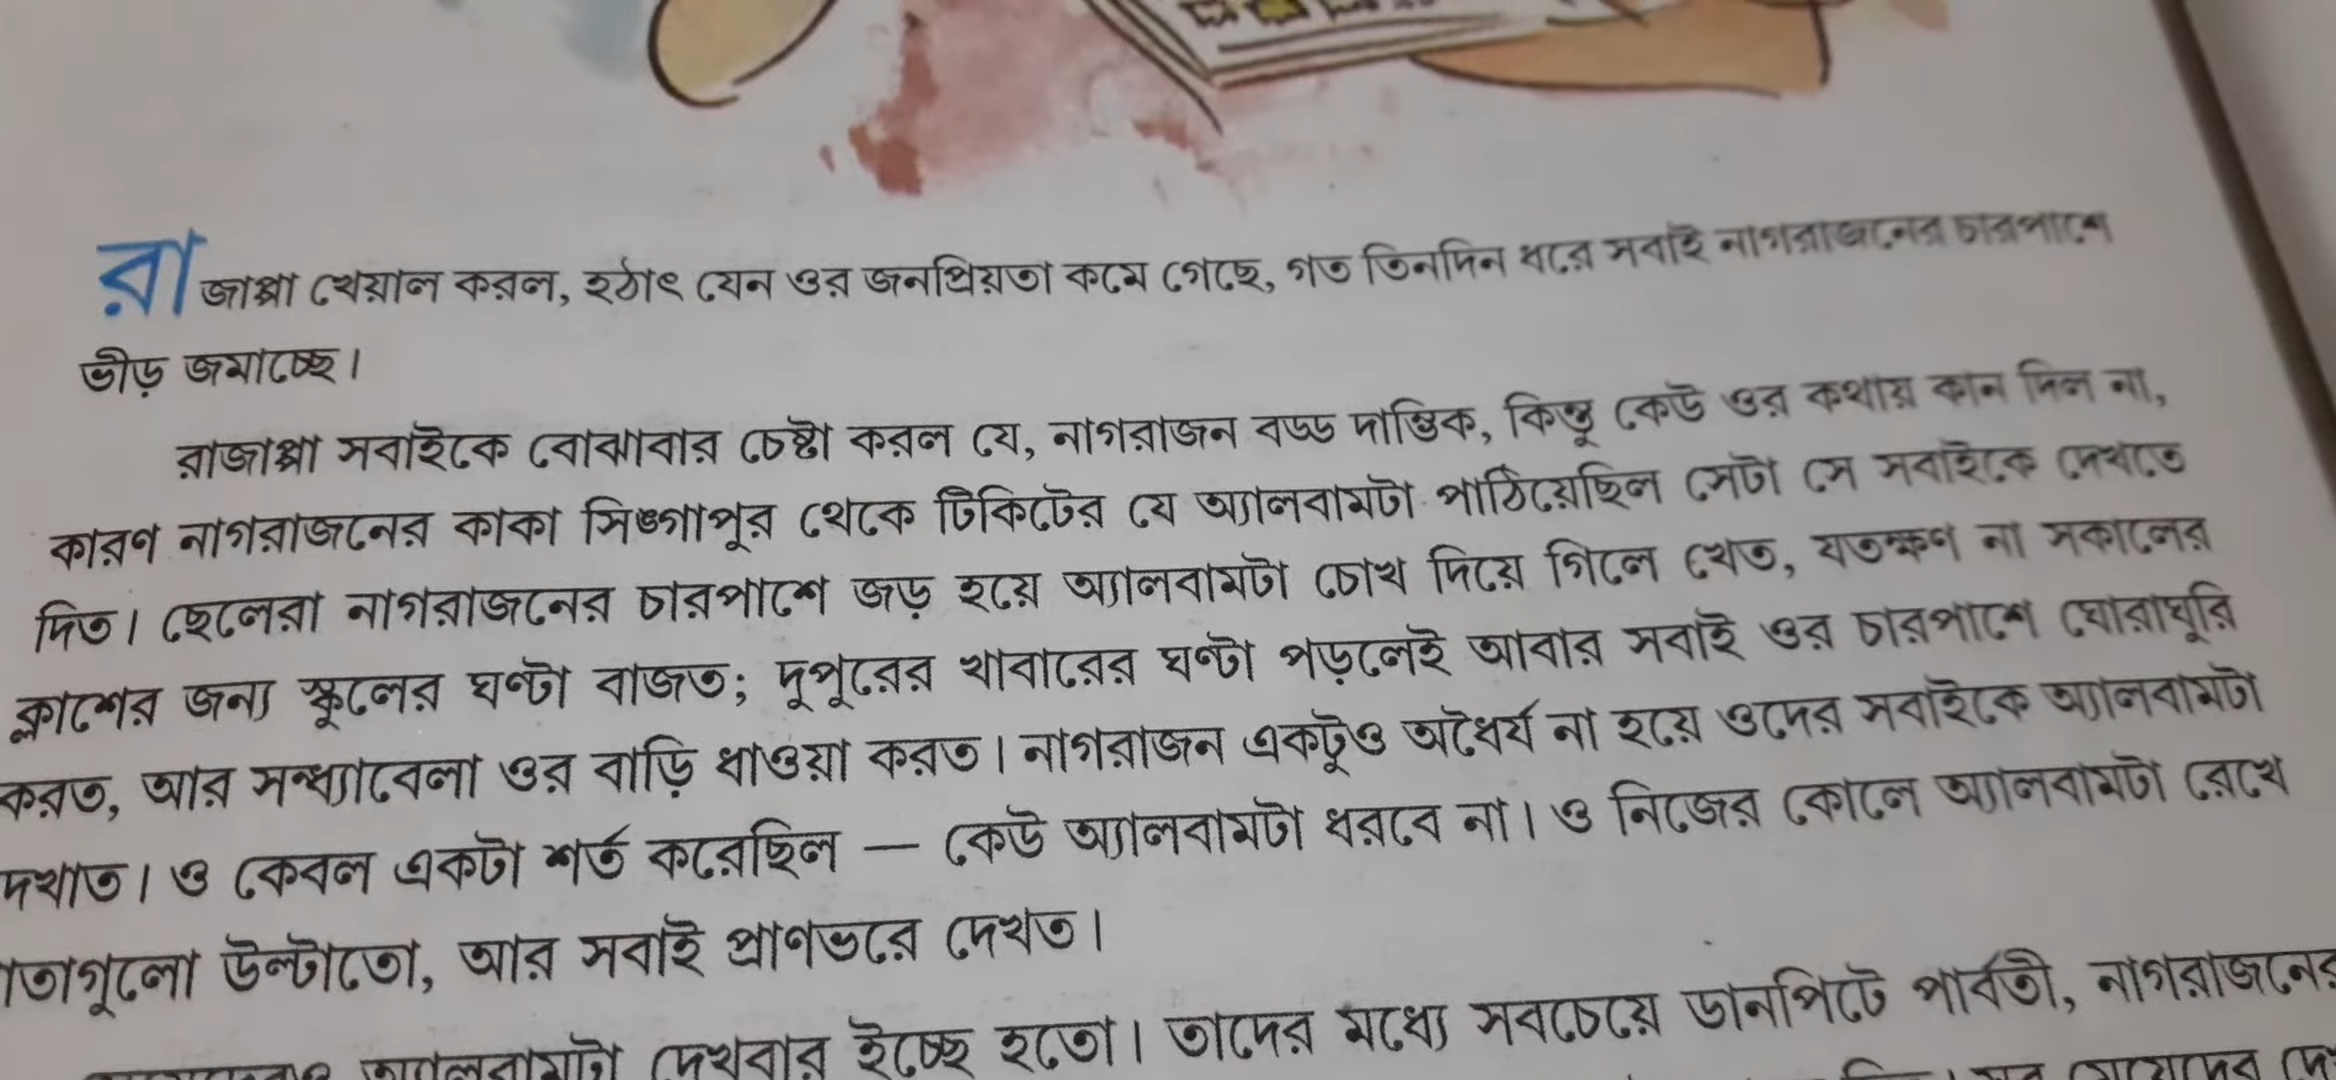 রাজাপ্পা খেয়াল করল, হঠাৎ যেন ওর জনপ্রিয়তা কমে গেছে, গত তিনদিন ধরে সবাই নাগরাজনের চারপাশে
ভীড় জমাচ্ছে।
রাজাপ্পা সবাইকে বোঝাবার চেষ্টা করল যে, নাগরাজন বড্ড দাম্ভিক, কিন্তু কেউ ওর কথায় কান দিল না,
কারণ নাগরাজনের কাকা সিঙ্গাপুর থেকে টিকিটের যে অ্যালবামটা পাঠিয়েছিল সেটা সে সবাইকে দেখতে
দিত। ছেলেরা নাগরাজনের চারপাশে জড় হয়ে অ্যালবামটা চোখ দিয়ে গিলে খেত, যতক্ষণ না সকালের
ক্লাশের জন্য স্কুলের ঘণ্টা বাজত; দুপুরের খাবারের ঘণ্টা পড়লেই আবার সবাই ওর চারপাশে ঘোরাঘুরি
করত, আর সন্ধ্যাবেলা ওর বাড়ি ধাওয়া করত। নাগরাজন একটুও অধৈর্য না হয়ে ওদের সবাইকে অ্যালবামটা
দেখাত। ও কেবল একটা শর্ত করেছিল — কেউ অ্যালবামটা ধরবে না। ও নিজের কোলে অ্যালবামটা রেখে
াতাগুলো উল্টাতো, আর সবাই প্রাণভরে দেখত।
অ্যালবামটা দেখবার ইচ্ছে হতো। তাদের মধ্যে সবচেয়ে ডানপিটে পার্বতী, নাগরাজনের